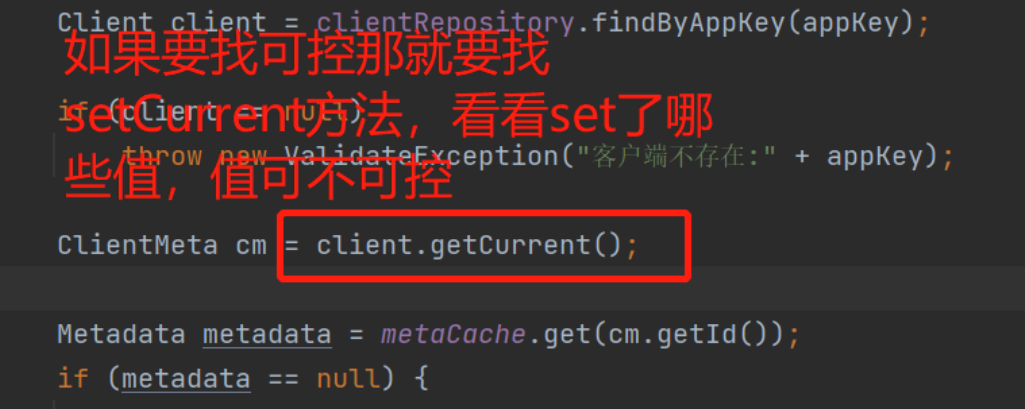 Client client = clientRepository.findByAppKey(appKey);
如果要找可控那就要找
setCurrent方法，看看set了哪
些值，值可不可控
if (client == null)
throw new ValidateException("客户端不存在:" + appKey);
ClientMeta cm = client.getCurrent();
Metadata metadata = metaCache.get(cm.getId());
if (metadata == null) {